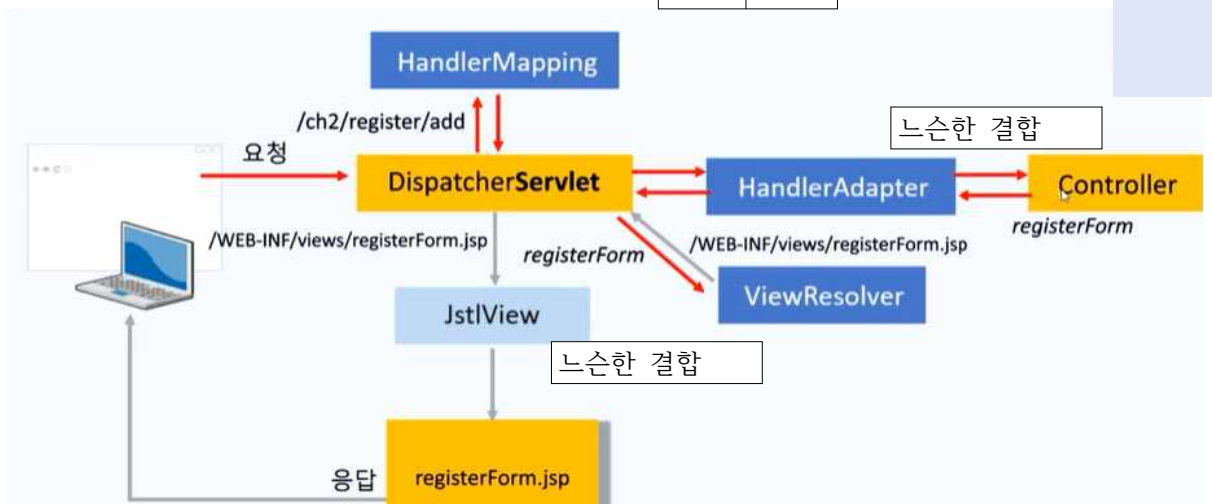 HandlerMapping
/ch2/register/add
느슨한 결합
요청
DispatcherServlet
HandlerAdapter
Controller
registerForm
/WEB-INF/views/registerForm.jsp
registerForm
/WEB-INF/views/registerForm.jsp
ViewResolver
JstlView
느슨한 결합
응답
registerForm.jsp